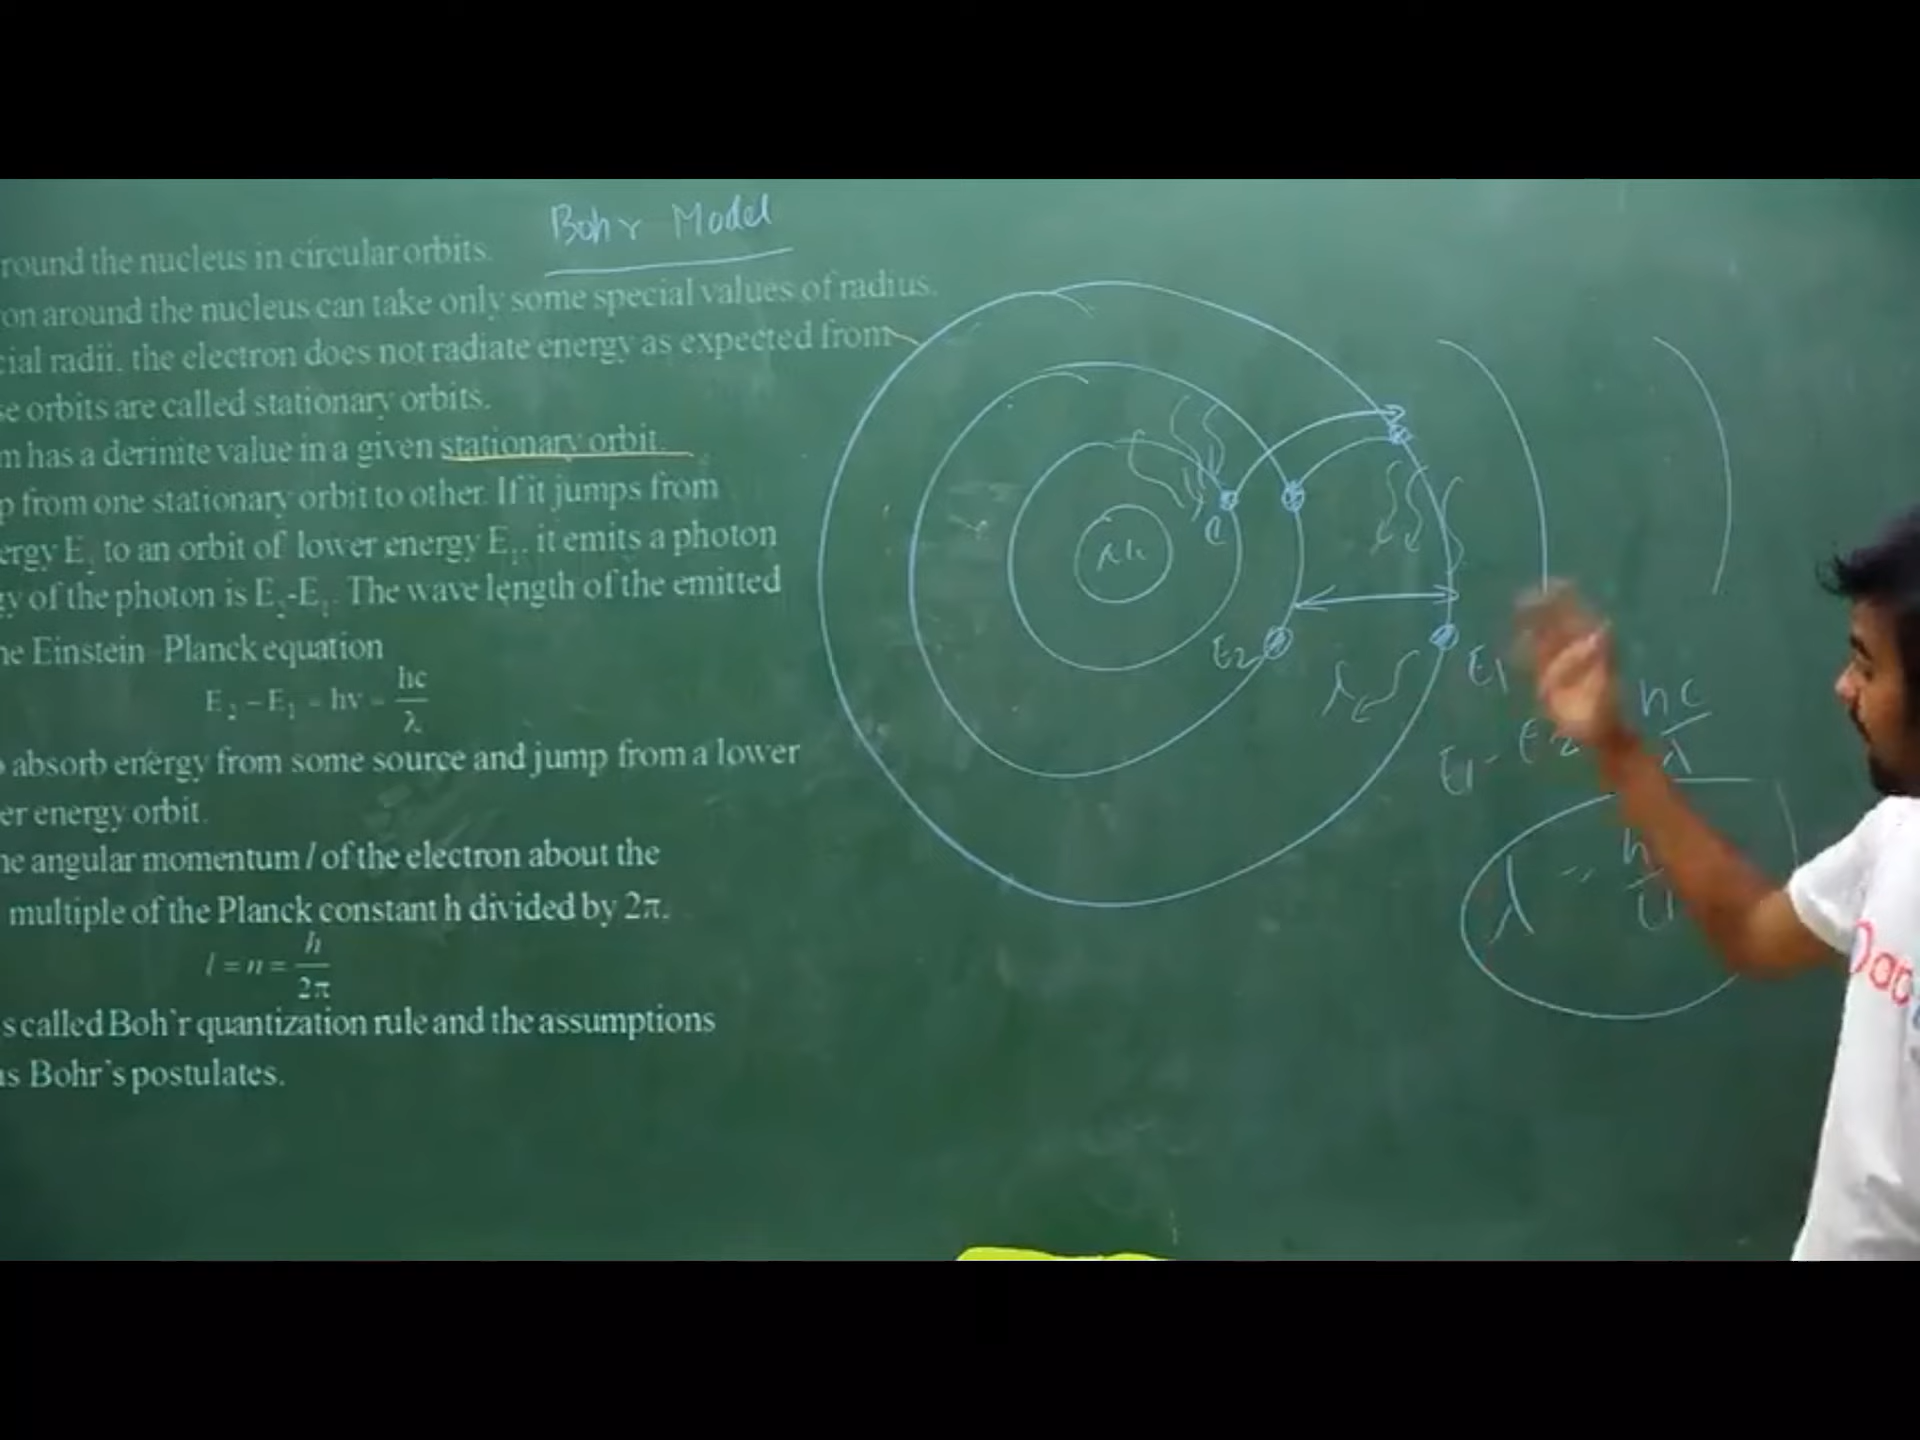 Bohr Model
round the nucleus in circular orbits.
on around the nucleus can take only some special values of radius.
cial radii. the electron does not radiate energy as expected from
se orbits are called stationary orbits.
m has a derinite value in a given stationary orbit.
p from one stationary orbit to other. If it jumps from
ergy E₂ to an orbit of lower energy E₁, it emits a photon
gy of the photon is E₂-E₁. The wave length of the emitted
he Einstein Planck equation
E₂ – E₁ = hv = hc/λ
o absorb energy from some source and jump from a lower
er energy orbit.
he angular momentum l of the electron about the
multiple of the Planck constant h divided by 2π.
l = n = h/2π
s called Boh'r quantization rule and the assumptions
as Bohr's postulates.
E₂
E₁
E₁ - E₂
hc/λ
λ =